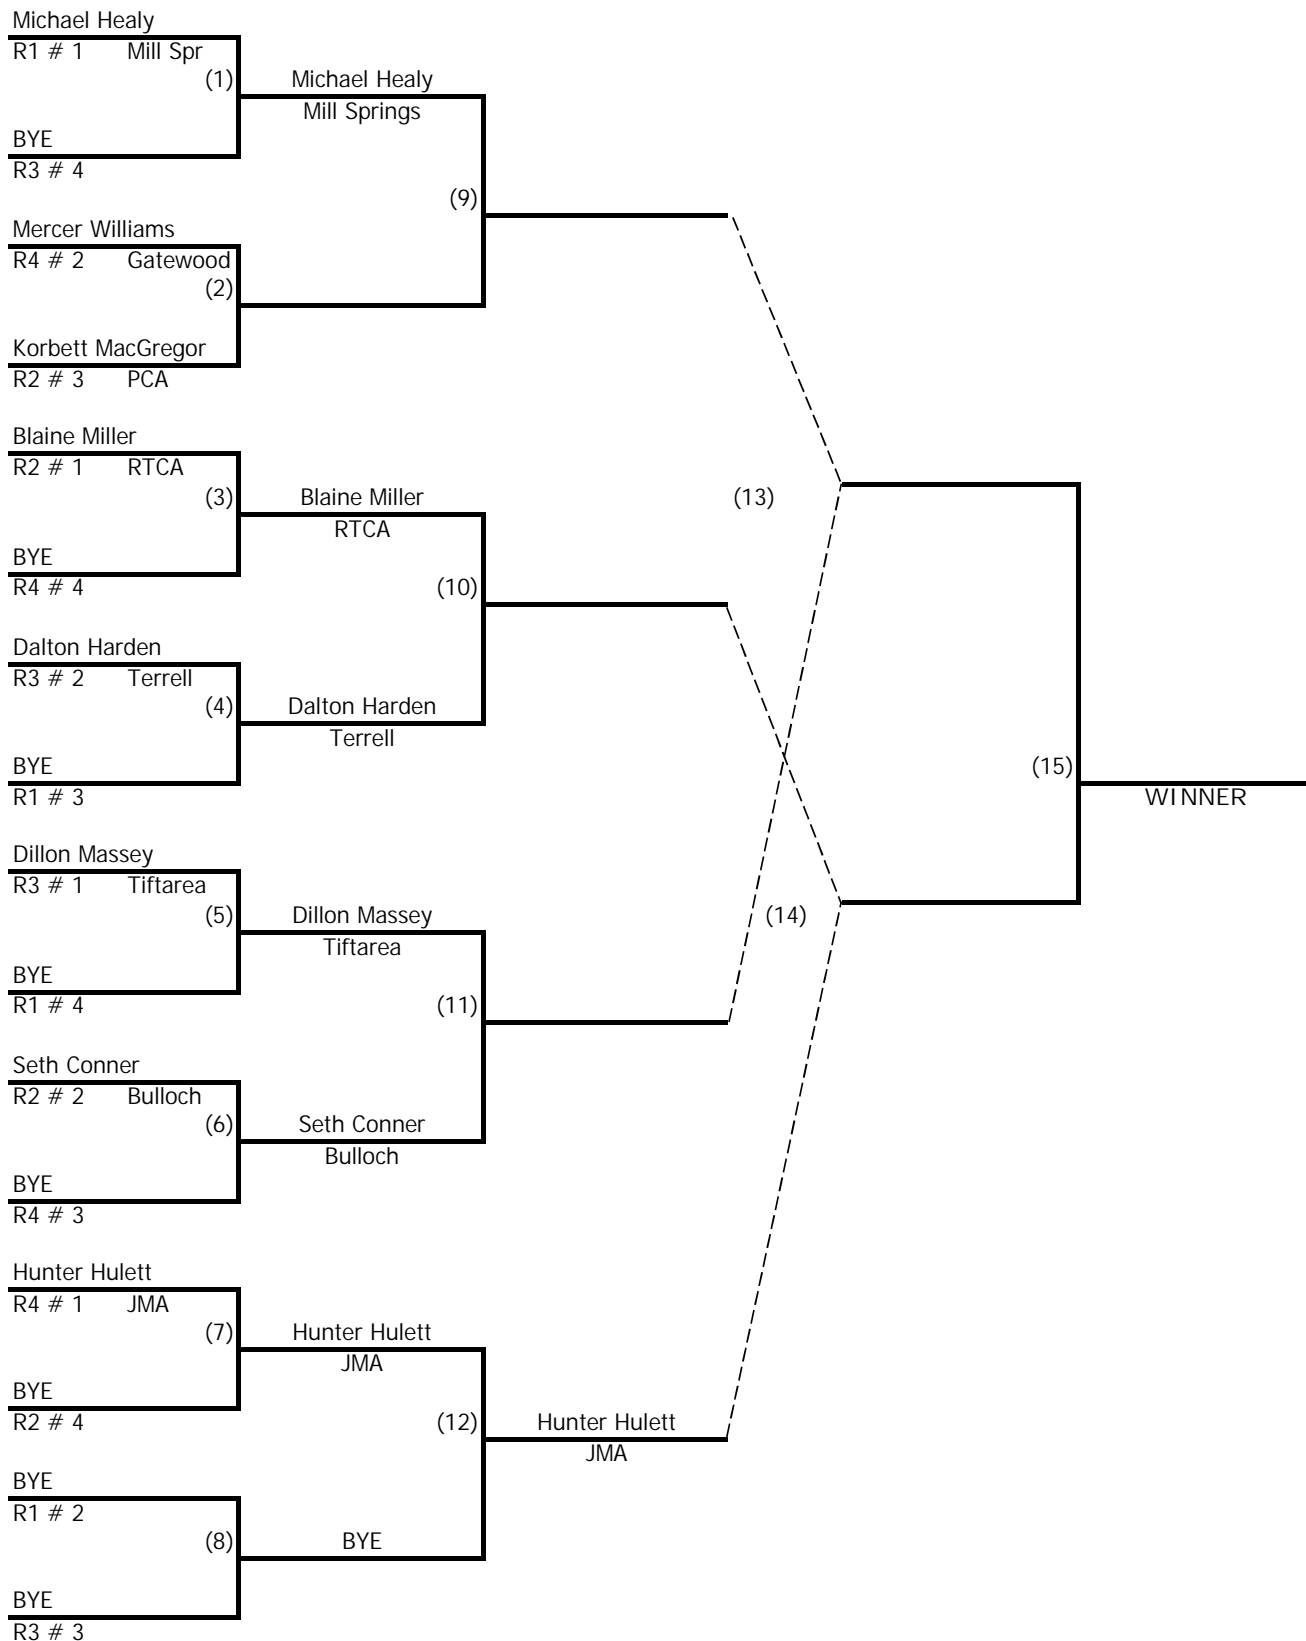 Michael Healy
R1 # 1 Mill Spr
(1)
Michael Healy
Mill Springs
BYE
R3 # 4
(9)
Mercer Williams
R4 # 2 Gatewood
(2)
Korbett MacGregor
R2 # 3 PCA
Blaine Miller
R2 # 1 RTCA
(3)
Blaine Miller
RTCA
(13)
BYE
R4 # 4
(10)
Dalton Harden
R3 # 2 Terrell
(4)
Dalton Harden
Terrell
BYE
R1 # 3
(15)
WINNER
Dillon Massey
R3 # 1 Tiftarea
(5)
Dillon Massey
Tiftarea
(14)
BYE
R1 # 4
(11)
Seth Conner
R2 # 2 Bulloch
(6)
Seth Conner
Bulloch
BYE
R4 # 3
Hunter Hulett
R4 # 1 JMA
(7)
Hunter Hulett
JMA
BYE
R2 # 4
(12)
Hunter Hulett
JMA
BYE
R1 # 2
(8)
BYE
BYE
R3 # 3